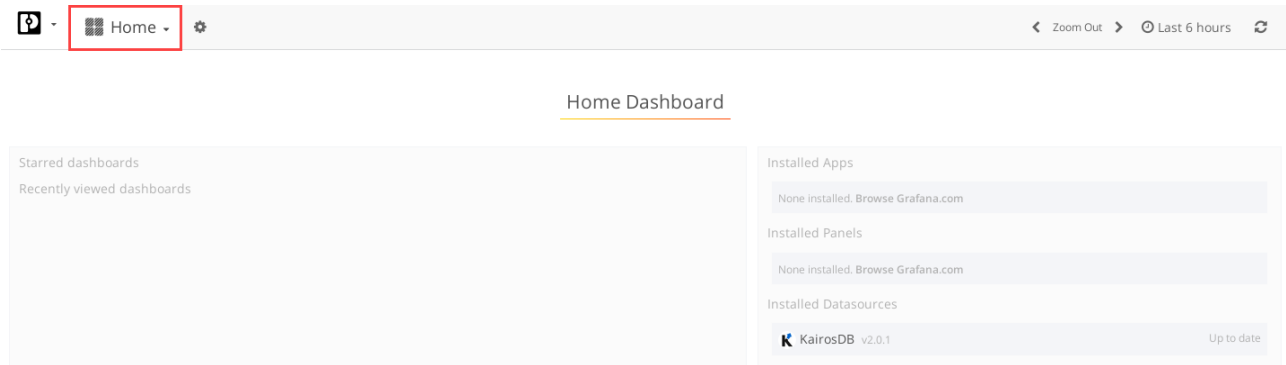 Home
Zoom Out
Last 6 hours
Home Dashboard
Starred dashboards
Recently viewed dashboards
Installed Apps
None installed. Browse Grafana.com
Installed Panels
None installed. Browse Grafana.com
Installed Datasources
KairosDB v2.0.1 Up to date